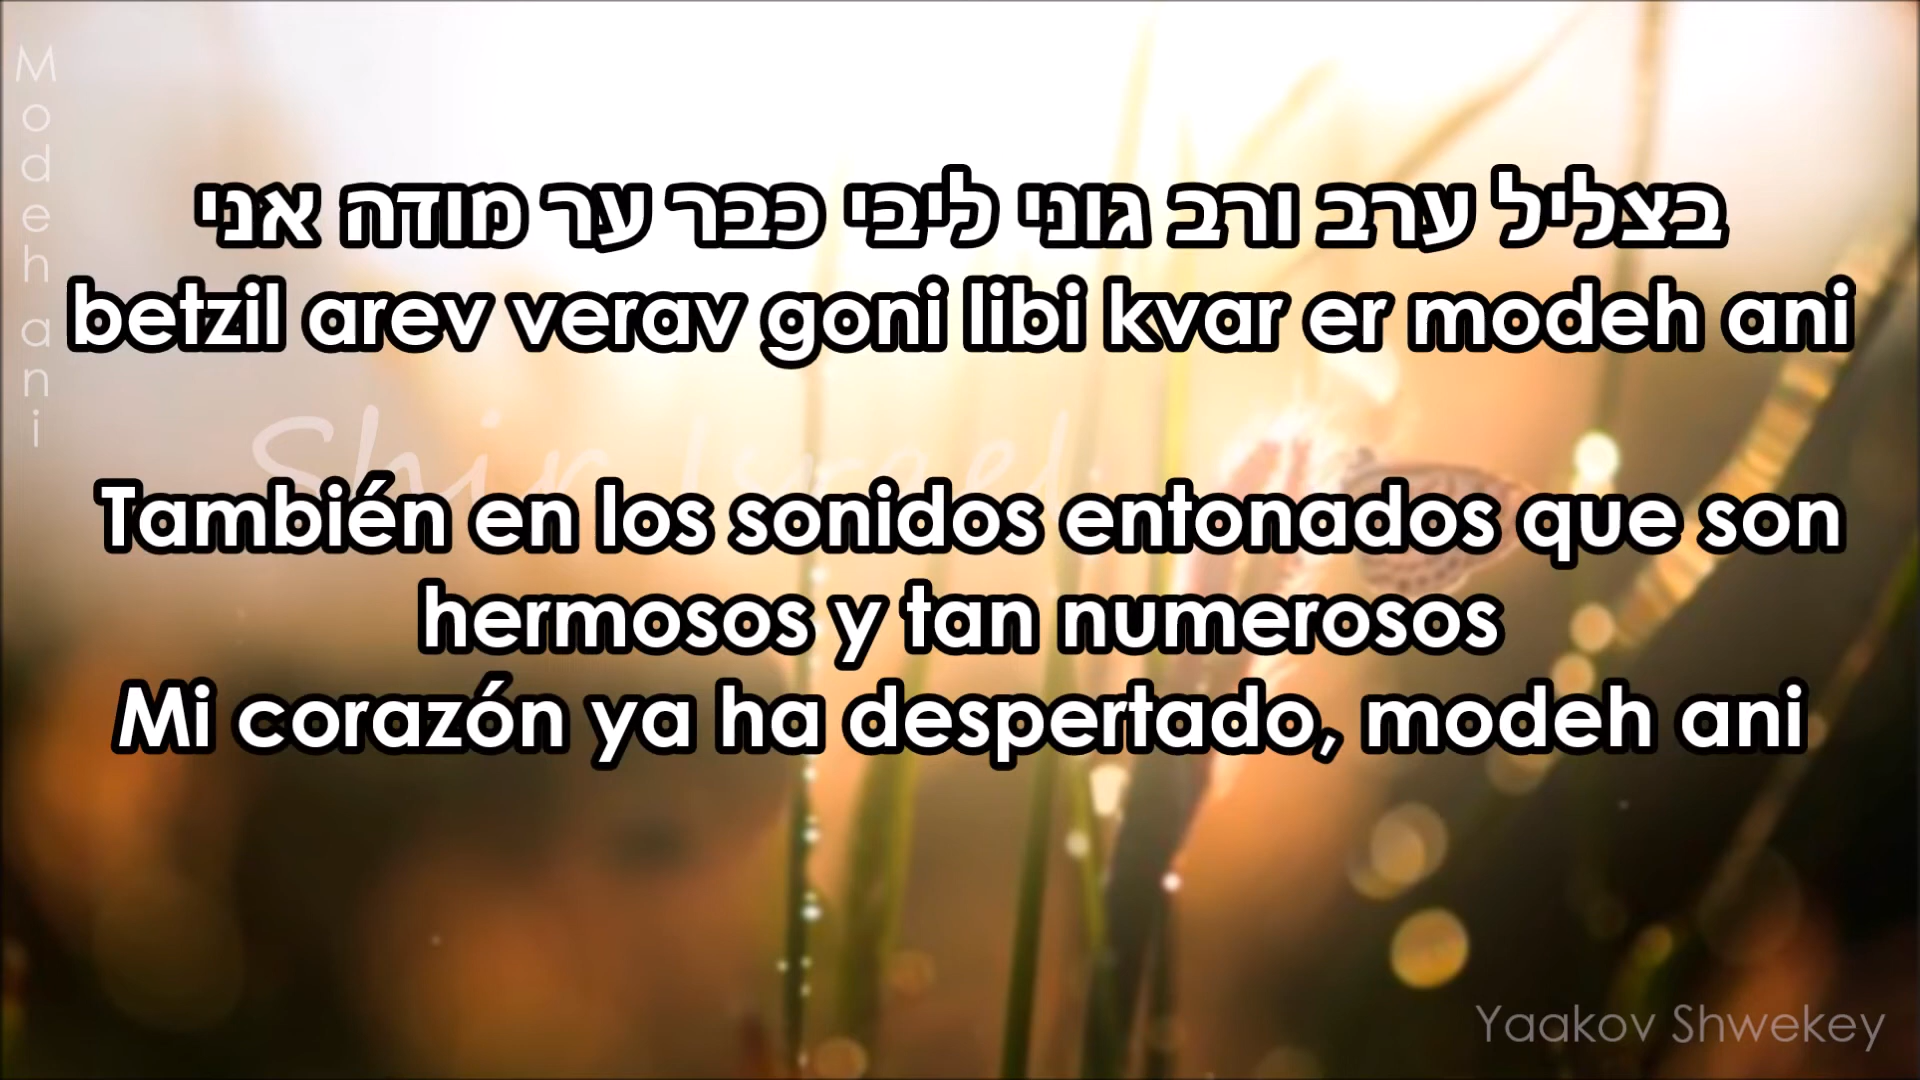 Modeh ani
בצליל ערב ורב גוני ליבי כבר ער מודה אני
betzil arev verav goni libi kvar er modeh ani
Shir Israel
También en los sonidos entonados que son
hermosos y tan numerosos
Mi corazón ya ha despertado, modeh ani
Yaakov Shwekey